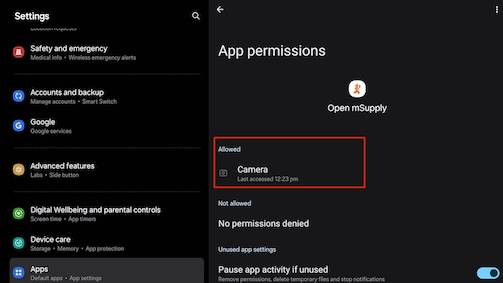 Settings
Location requests
Safety and emergency
Medical info • Wireless emergency alerts
Accounts and backup
Manage accounts • Smart Switch
Google
Google services
Advanced features
Labs • Side button
Digital Wellbeing and parental controls
Screen time • App timers
Device care
Storage • Memory • App protection
Apps
Default apps • App settings
App permissions
Open mSupply
Allowed
Camera
Last accessed 12:23 pm
Not allowed
No permissions denied
Unused app settings
Pause app activity if unused
Remove permissions, delete temporary files and stop notifications